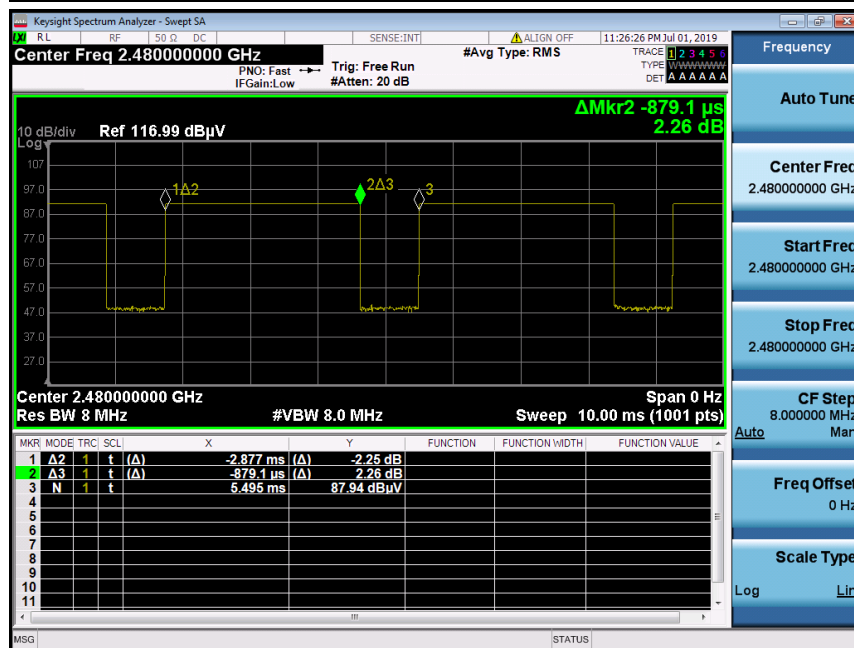 Keysight Spectrum Analyzer - Swept SA
LXI RL RF 50 Ω DC SENSE:INT ALIGN OFF 11:26:26 PM Jul 01, 2019
Center Freq 2.480000000 GHz #Avg Type: RMS TRACE 1 2 3 4 5 6
PNO: Fast Trig: Free Run TYPE WWWWWW
IFGain:Low #Atten: 20 dB DET A A A A A A
ΔMkr2 -879.1 µs
10 dB/div Ref 116.99 dBµV 2.26 dB
Log
107
97.0
87.0
77.0
67.0
57.0
47.0
37.0
27.0
1Δ2 2Δ3 3
Center 2.480000000 GHz Span 0 Hz
Res BW 8 MHz #VBW 8.0 MHz Sweep 10.00 ms (1001 pts)
MKR MODE TRC SCL X Y FUNCTION FUNCTION WIDTH FUNCTION VALUE
1 Δ2 1 t (Δ) -2.877 ms (Δ) -2.25 dB
2 Δ3 1 t (Δ) -879.1 µs (Δ) 2.26 dB
3 N 1 t 5.495 ms 87.94 dBµV
4
5
6
7
8
9
10
11
MSG STATUS
Frequency
Auto Tune
Center Freq
2.480000000 GHz
Start Freq
2.480000000 GHz
Stop Freq
2.480000000 GHz
CF Step
8.000000 MHz
Auto Man
Freq Offset
0 Hz
Scale Type
Log Lin